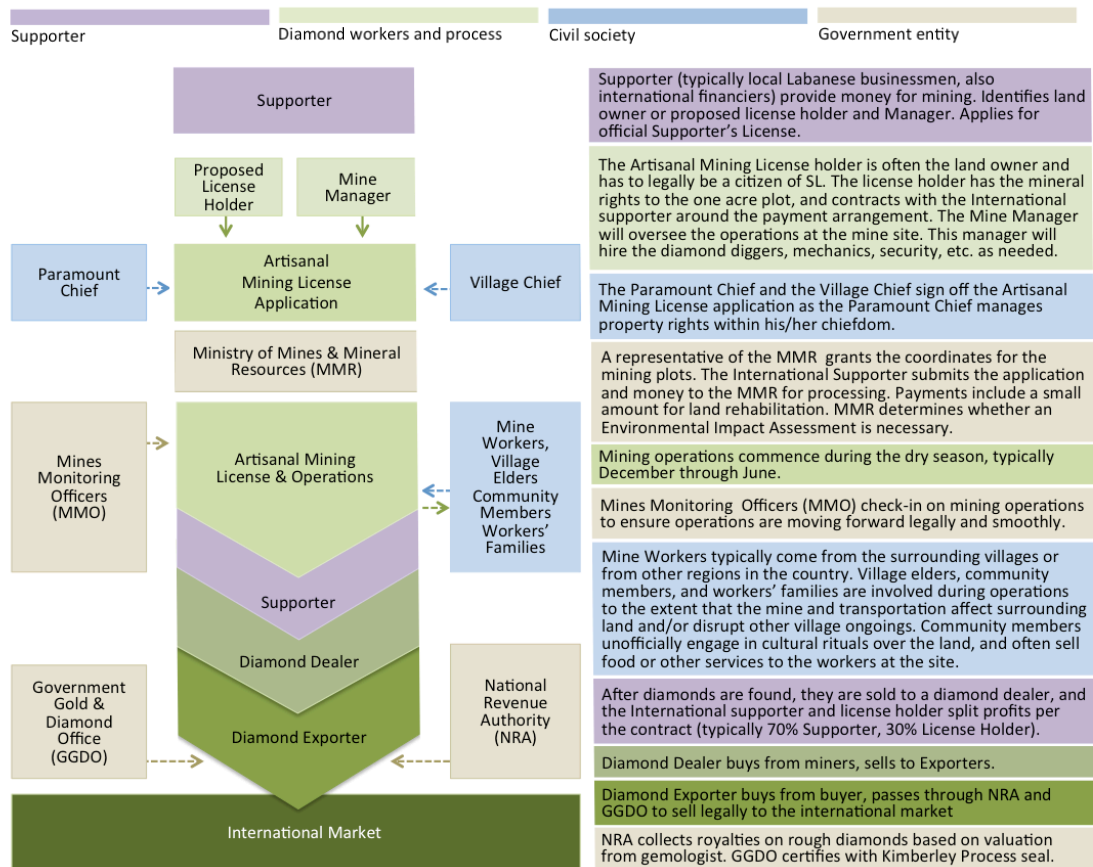 Supporter
Diamond workers and process
Civil society
Government entity
Supporter
Supporter (typically local Labanese businessmen, also
international financiers) provide money for mining. Identifies land
owner or proposed license holder and Manager. Applies for
official Supporter's License.
Proposed
License
Holder
Mine
Manager
The Artisanal Mining License holder is often the land owner and
has to legally be a citizen of SL. The license holder has the mineral
rights to the one acre plot, and contracts with the International
supporter around the payment arrangement. The Mine Manager
will oversee the operations at the mine site. This manager will
hire the diamond diggers, mechanics, security, etc. as needed.
Paramount
Chief
Artisanal
Mining License
Application
Village Chief
The Paramount Chief and the Village Chief sign off the Artisanal
Mining License application as the Paramount Chief manages
property rights within his/her chiefdom.
Ministry of Mines & Mineral
Resources (MMR)
A representative of the MMR grants the coordinates for the
mining plots. The International Supporter submits the application
and money to the MMR for processing. Payments include a small
amount for land rehabilitation. MMR determines whether an
Environmental Impact Assessment is necessary.
Mines
Monitoring
Officers
(MMO)
Artisanal Mining
License & Operations
Mine
Workers,
Village
Elders
Community
Members
Workers'
Families
Mining operations commence during the dry season, typically
December through June.
Mines Monitoring Officers (MMO) check-in on mining operations
to ensure operations are moving forward legally and smoothly.
Mine Workers typically come from the surrounding villages or
from other regions in the country. Village elders, community
members, and workers' families are involved during operations
to the extent that the mine and transportation affect surrounding
land and/or disrupt other village ongoings. Community members
unofficially engage in cultural rituals over the land, and often sell
food or other services to the workers at the site.
Supporter
Diamond Dealer
Government
Gold &
Diamond
Office
(GGDO)
Diamond Exporter
National
Revenue
Authority
(NRA)
After diamonds are found, they are sold to a diamond dealer, and
the International supporter and license holder split profits per
the contract (typically 70% Supporter, 30% License Holder).
Diamond Dealer buys from miners, sells to Exporters.
Diamond Exporter buys from buyer, passes through NRA and
GGDO to sell legally to the international market
International Market
NRA collects royalties on rough diamonds based on valuation
from gemologist. GGDO certifies with Kimberley Process seal.